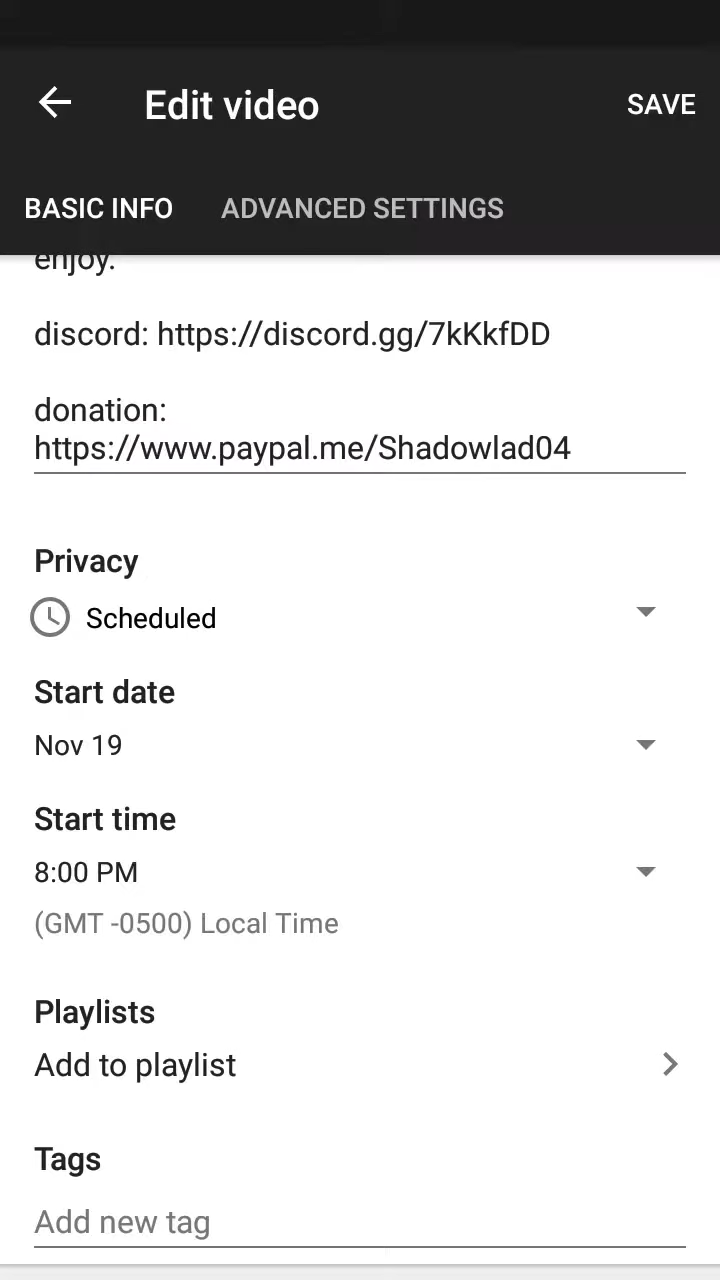 Edit video
SAVE
BASIC INFO
ADVANCED SETTINGS
enjoy.
discord: https://discord.gg/7kKkfDD
donation:
https://www.paypal.me/Shadowlad04
Privacy
Scheduled
Start date
Nov 19
Start time
8:00 PM
(GMT -0500) Local Time
Playlists
Add to playlist
Tags
Add new tag